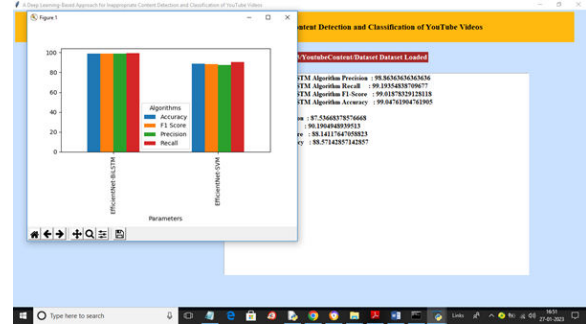 A Deep Learning-Based Approach for Inappropriate Content Detection and Classification of YouTube Videos
Figure 1
ntent Detection and Classification of YouTube Videos
/YoutubeContent/Dataset Dataset Loaded
STM Algorithm Precision : 98.86363636363636
STM Algorithm Recall : 99.19354838709677
STM Algorithm F1-Score : 99.01878329128118
STM Algorithm Accuracy : 99.04761904761905
on : 87.53668378576668
: 90.1904948939513
re : 88.14117647058823
cy : 88.57142857142857
100
80
60
40
20
0
Algorithms
Accuracy
F1 Score
Precision
Recall
EfficientNet-BiLSTM
EfficientNet-SVM
Parameters
Type here to search
Links
16:51
27-01-2023